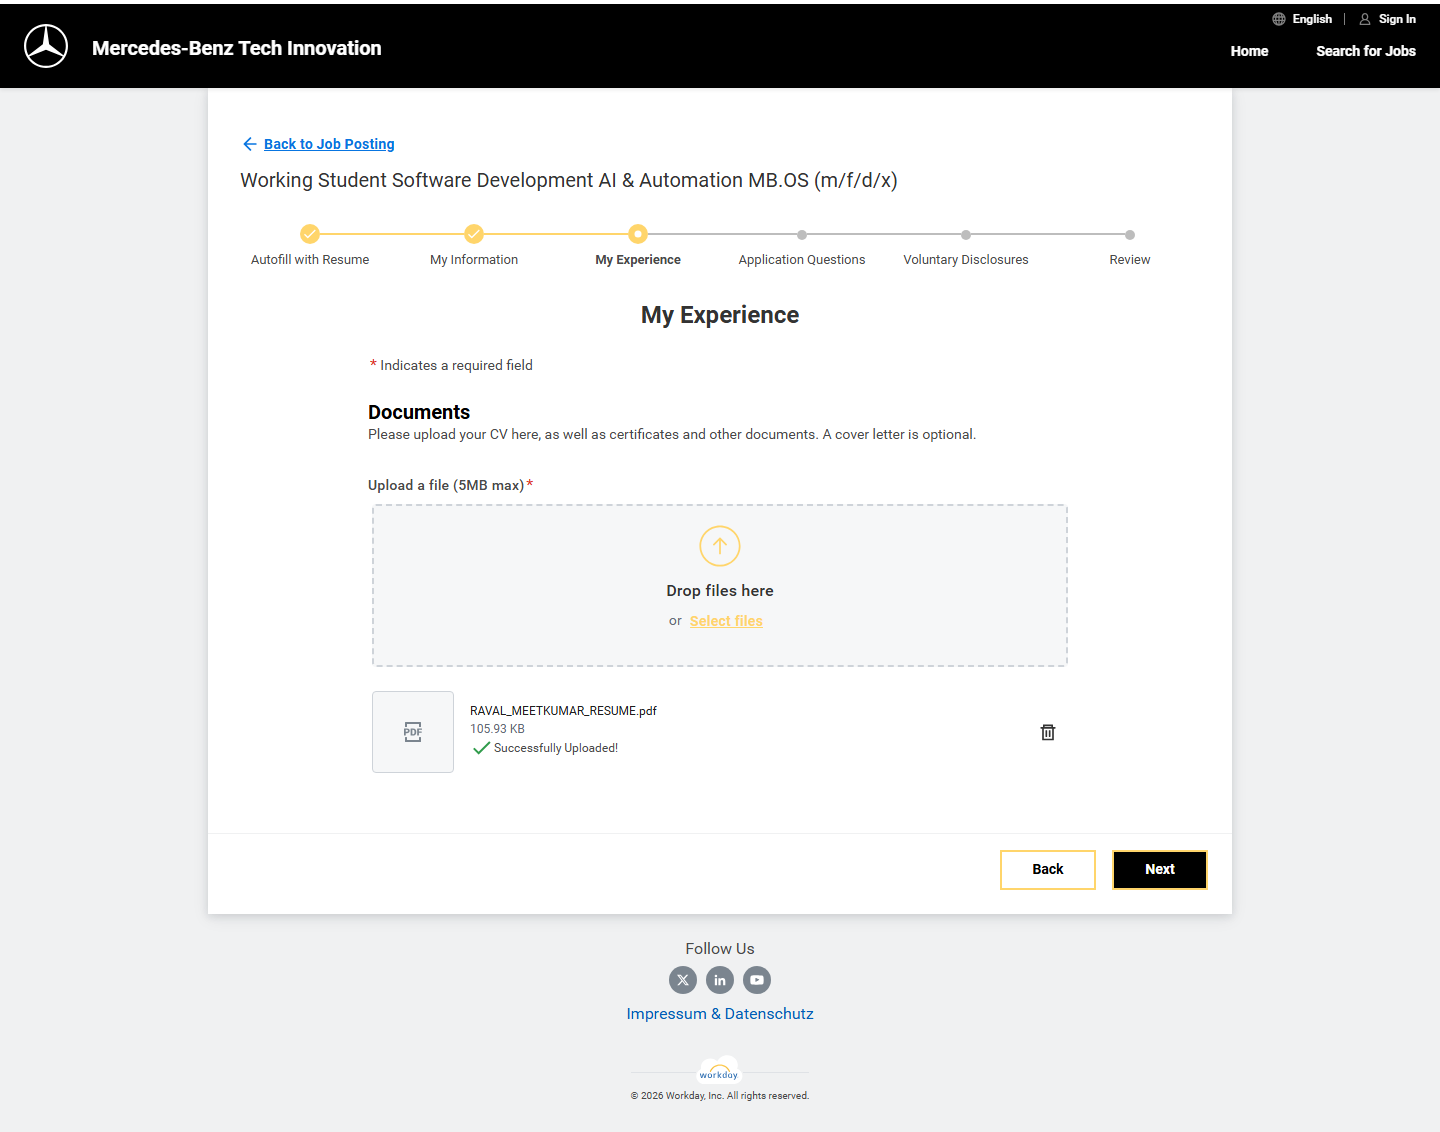 English
Sign In
Mercedes-Benz Tech Innovation
Home
Search for Jobs
Back to Job Posting
Working Student Software Development AI & Automation MB.OS (m/f/d/x)
Autofill with Resume
My Information
My Experience
Application Questions
Voluntary Disclosures
Review
My Experience
* Indicates a required field
Documents
Please upload your CV here, as well as certificates and other documents. A cover letter is optional.
Upload a file (5MB max)*
Drop files here
or Select files
PDF
RAVAL_MEETKUMAR_RESUME.pdf
105.93 KB
Successfully Uploaded!
Back
Next
Follow Us
X
in
Impressum & Datenschutz
workday
© 2026 Workday, Inc. All rights reserved.